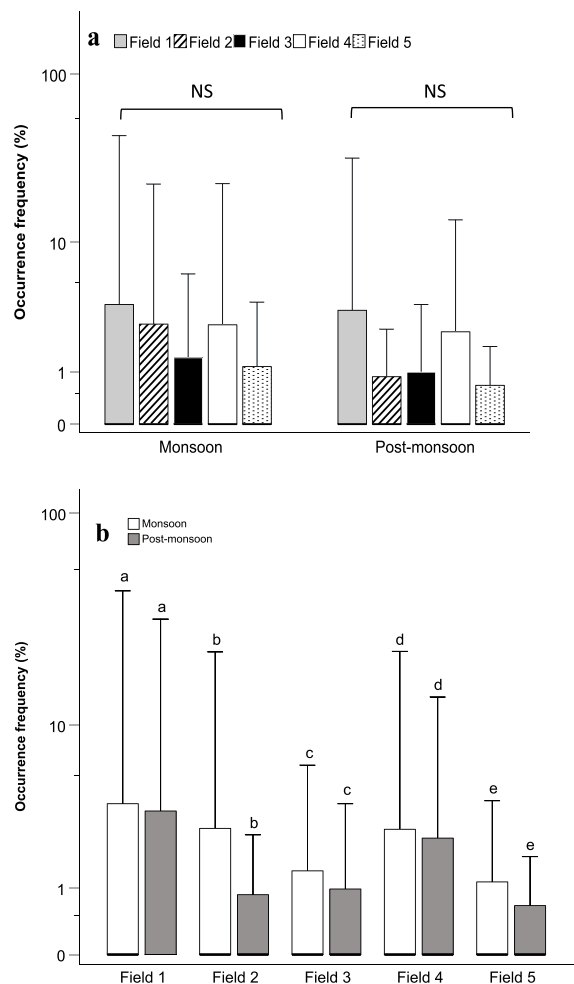 a Field 1 Field 2 Field 3 Field 4 Field 5
100
NS NS
Occurrence frequency (%)
10
1
0
Monsoon Post-monsoon
100
b Monsoon
Post-monsoon
a
a
b
d
d
Occurrence frequency (%)
10
c
c
e
b
e
1
0
Field 1 Field 2 Field 3 Field 4 Field 5